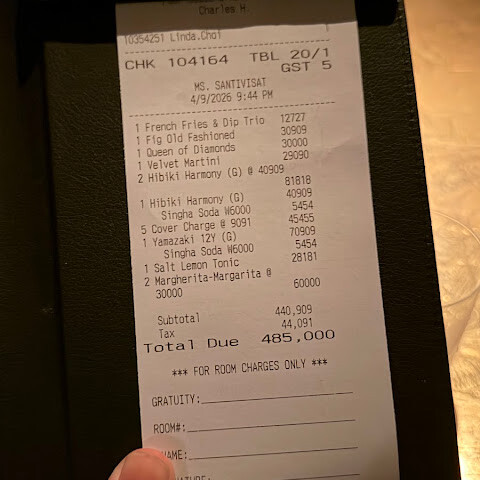 Charles H.
10354251 Linda.Choi 1
CHK 104164 TBL 20/1
GST 5
MS. SANTIVISAT
4/9/2026 9:44 PM
1 French Fries & Dip Trio 12727
1 Fig Old Fashioned 30909
1 Queen of Diamonds 30000
1 Velvet Martini 29090
2 Hibiki Harmony (G) @ 40909
81818
1 Hibiki Harmony (G) 40909
Singha Soda W6000 5454
5 Cover Charge @ 9091 45455
1 Yamazaki 12Y (G) 70909
Singha Soda W6000 5454
1 Salt Lemon Tonic 28181
2 Margherita-Margarita @
30000 60000
Subtotal 440,909
Tax 44,091
Total Due 485,000
*** FOR ROOM CHARGES ONLY ***
GRATUITY:
ROOM#:
NAME: